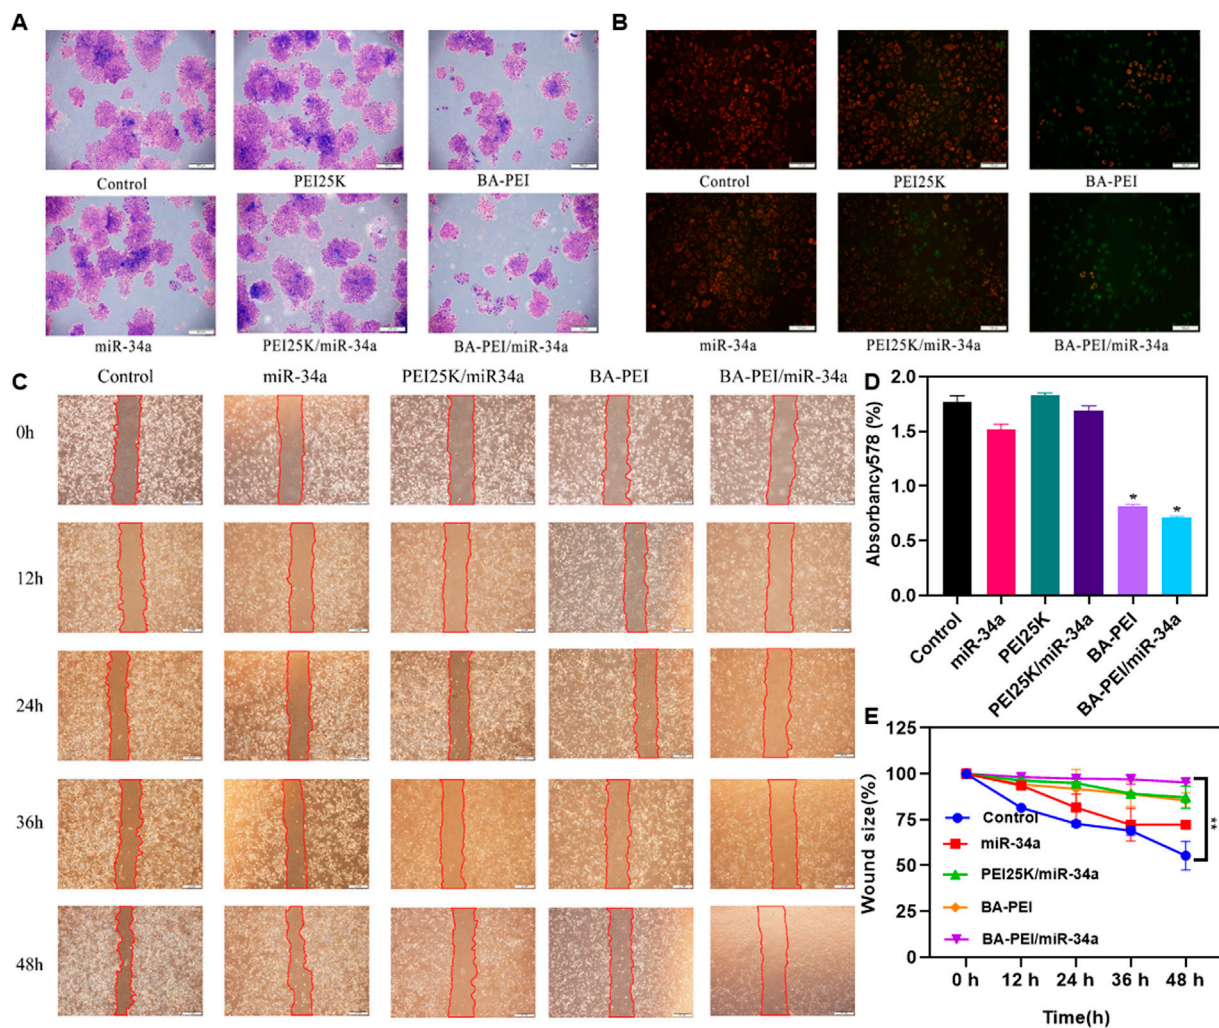 A
B
Control
PEI25K
BA-PEI
Control
PEI25K
BA-PEI
miR-34a
PEI25K/miR-34a
BA-PEI/miR-34a
miR-34a
PEI25K/miR-34a
BA-PEI/miR-34a
C
Control
miR-34a
PEI25K/miR34a
BA-PEI
BA-PEI/miR-34a
0h
12h
24h
36h
48h
D
Absorbancy578 (%)
2.0
1.5
1.0
0.5
0.0
*
*
Control
miR-34a
PEI25K
PEI25K/miR-34a
BA-PEI
BA-PEI/miR-34a
E
Wound size(%)
125
100
75
50
25
0
Control
miR-34a
PEI25K/miR-34a
BA-PEI
BA-PEI/miR-34a
**
0 h
12 h
24 h
36 h
48 h
Time(h)